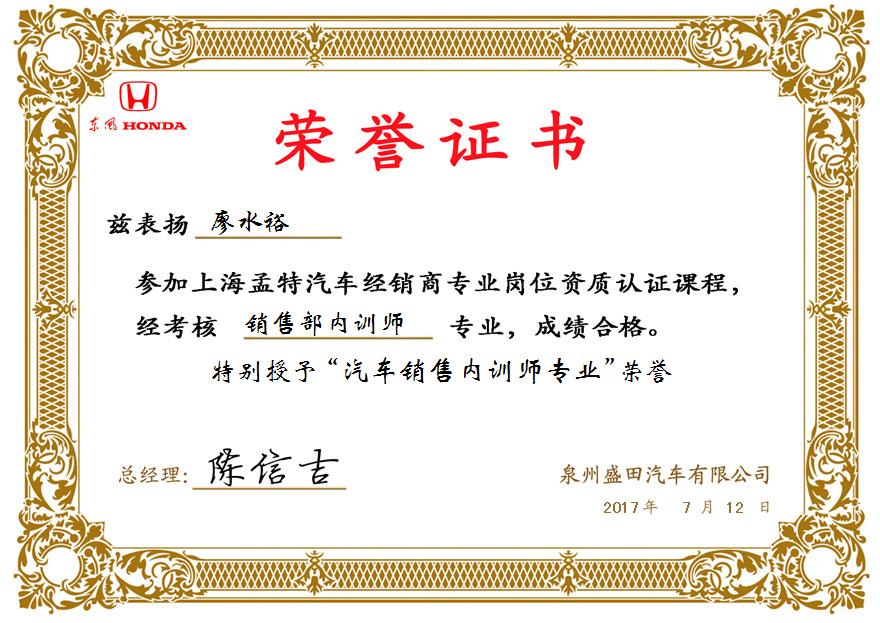 东风 HONDA
荣誉证书
兹表扬 廖水裕
参加上海孟特汽车经销商专业岗位资质认证课程，
经考核 销售部内训师 专业，成绩合格。
特别授予“汽车销售内训师专业”荣誉
总经理: 陈信吉
泉州盛田汽车有限公司
2017年 7月 12日